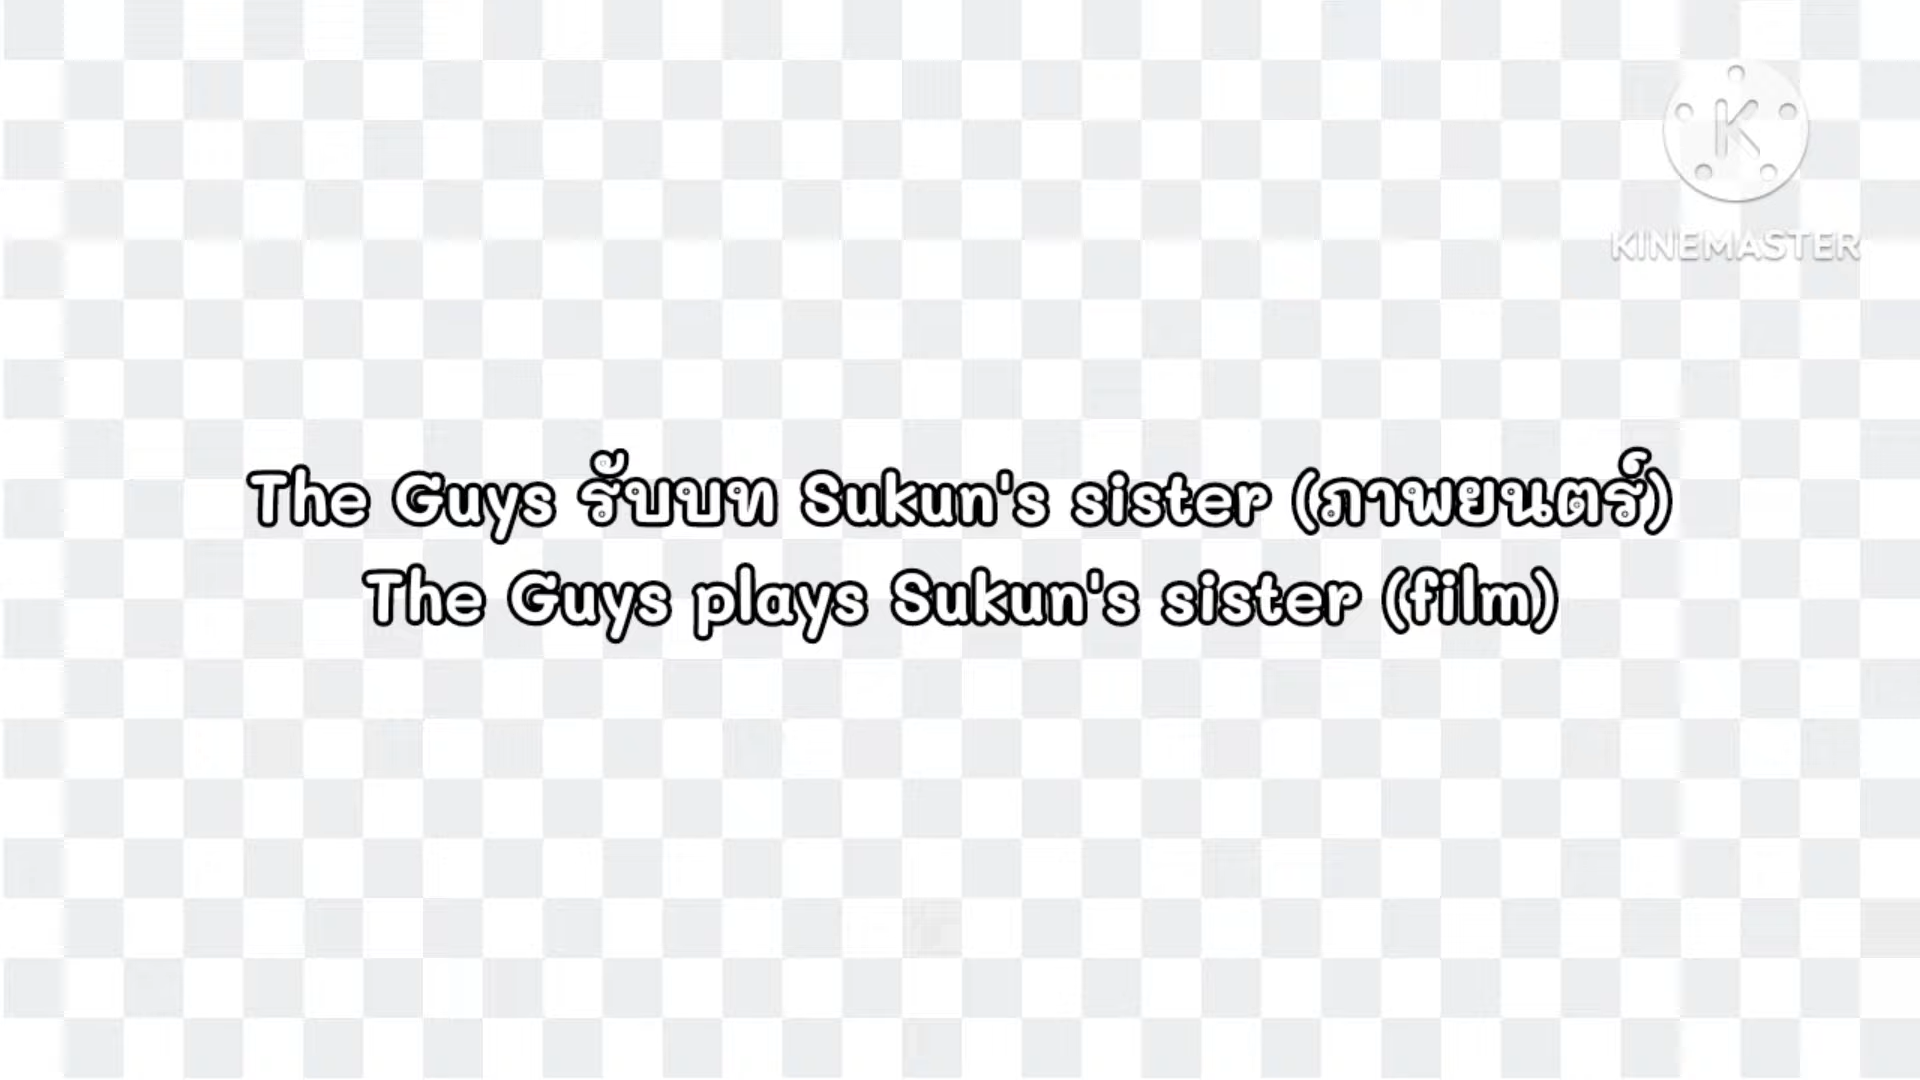 K
KINEMASTER
The Guys รับบท Sukun's sister (ภาพยนตร์)
The Guys plays Sukun's sister (film)